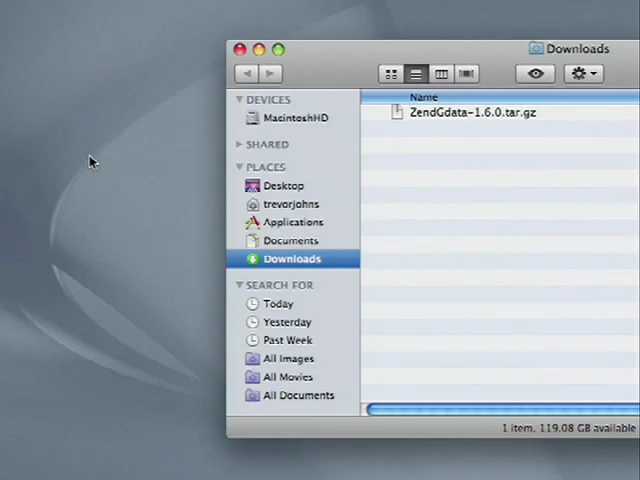 Downloads
DEVICES
MacintoshHD
SHARED
PLACES
Desktop
trevorjohns
Applications
Documents
Downloads
SEARCH FOR
Today
Yesterday
Past Week
All Images
All Movies
All Documents
Name
ZendGdata-1.6.0.tar.gz
1 item, 119.08 GB available